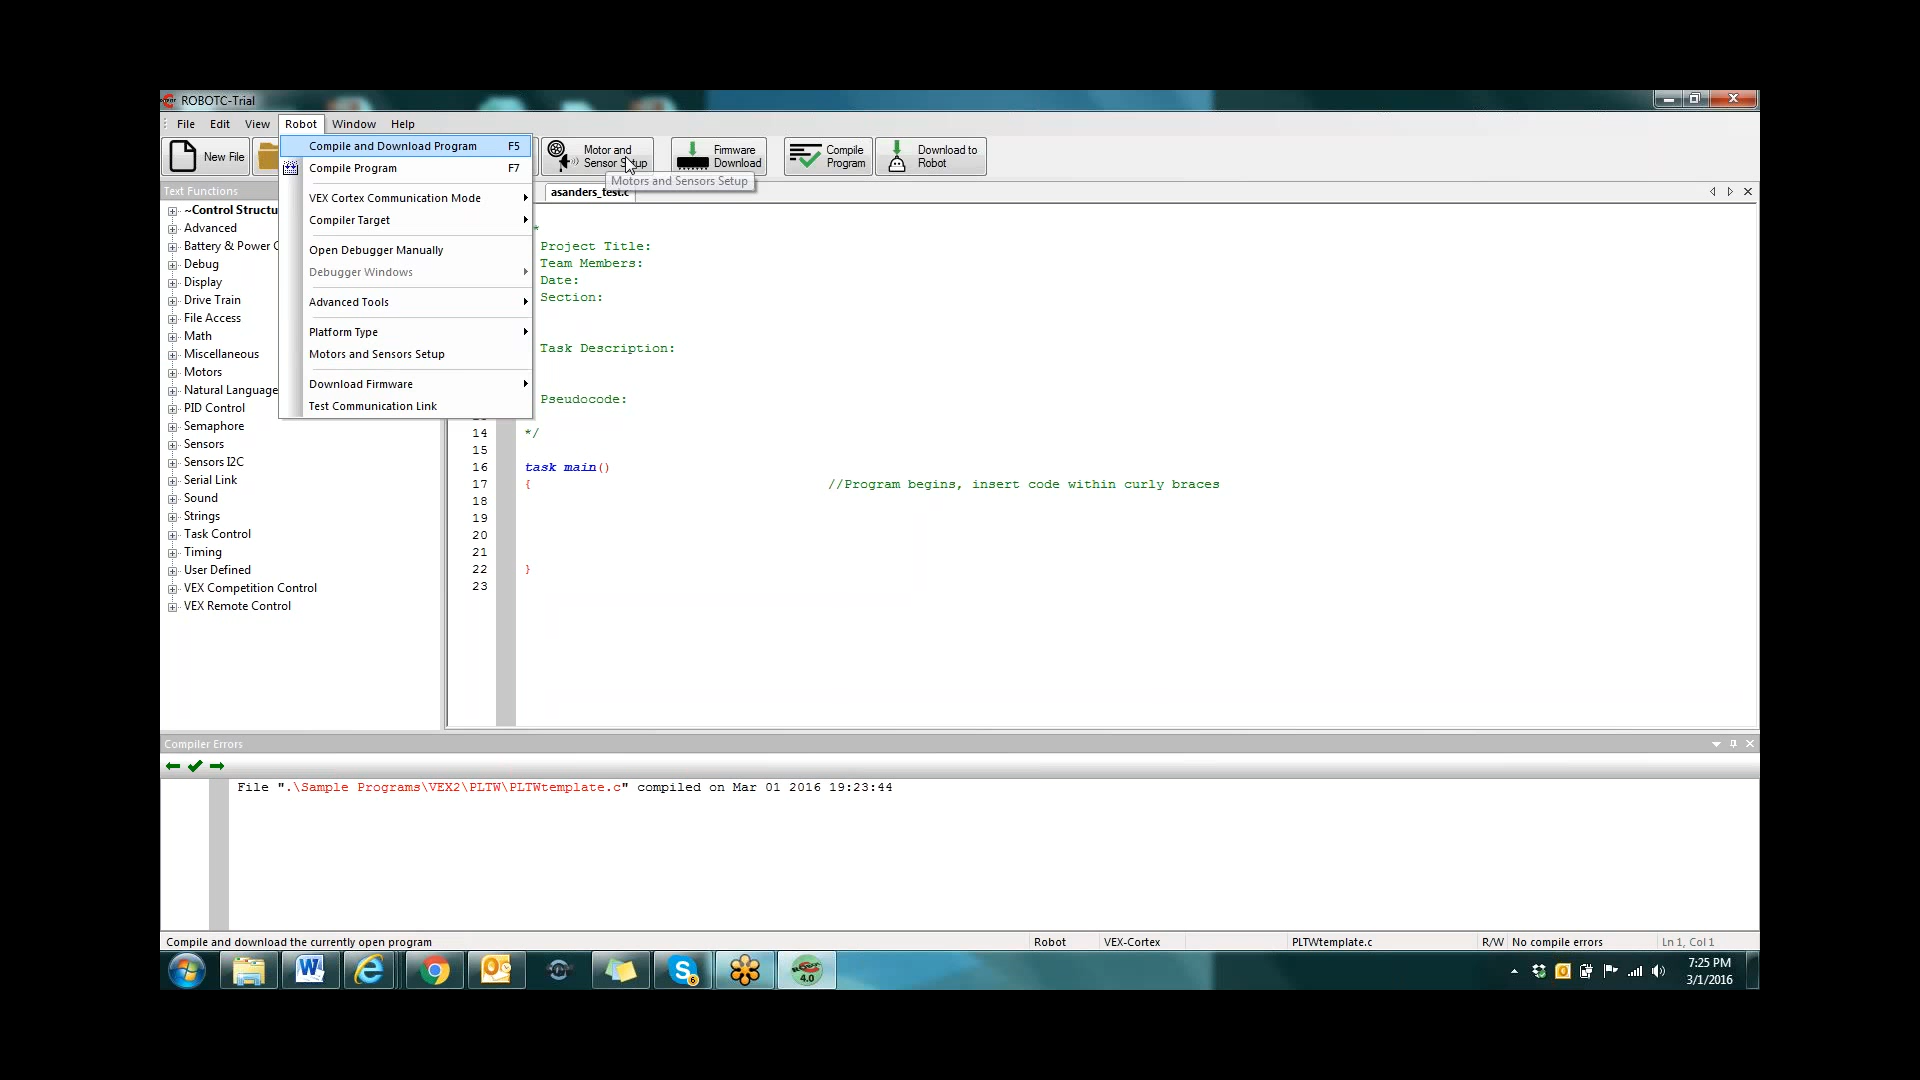 ROBOTC-Trial
File Edit View Robot Window Help
New File
Motor and
Sensor Setup
Firmware
Download
Compile
Program
Download to
Robot
Compile and Download Program F5
Compile Program F7
VEX Cortex Communication Mode
Compiler Target
Open Debugger Manually
Debugger Windows
Advanced Tools
Platform Type
Motors and Sensors Setup
Download Firmware
Test Communication Link
Motors and Sensors Setup
asanders_test.c
Text Functions
~Control Structu
Advanced
Battery & Power C
Debug
Display
Drive Train
File Access
Math
Miscellaneous
Motors
Natural Language
PID Control
Semaphore
Sensors
Sensors I2C
Serial Link
Sound
Strings
Task Control
Timing
User Defined
VEX Competition Control
VEX Remote Control
*
Project Title:
Team Members:
Date:
Section:
Task Description:
Pseudocode:
14 */
15
16 task main()
17 { //Program begins, insert code within curly braces
18
19
20
21
22 }
23
Compiler Errors
File ".\Sample Programs\VEX2\PLTW\PLTWtemplate.c" compiled on Mar 01 2016 19:23:44
Compile and download the currently open program Robot VEX-Cortex PLTWtemplate.c R/W No compile errors Ln 1, Col 1
4.0
6
7:25 PM
3/1/2016